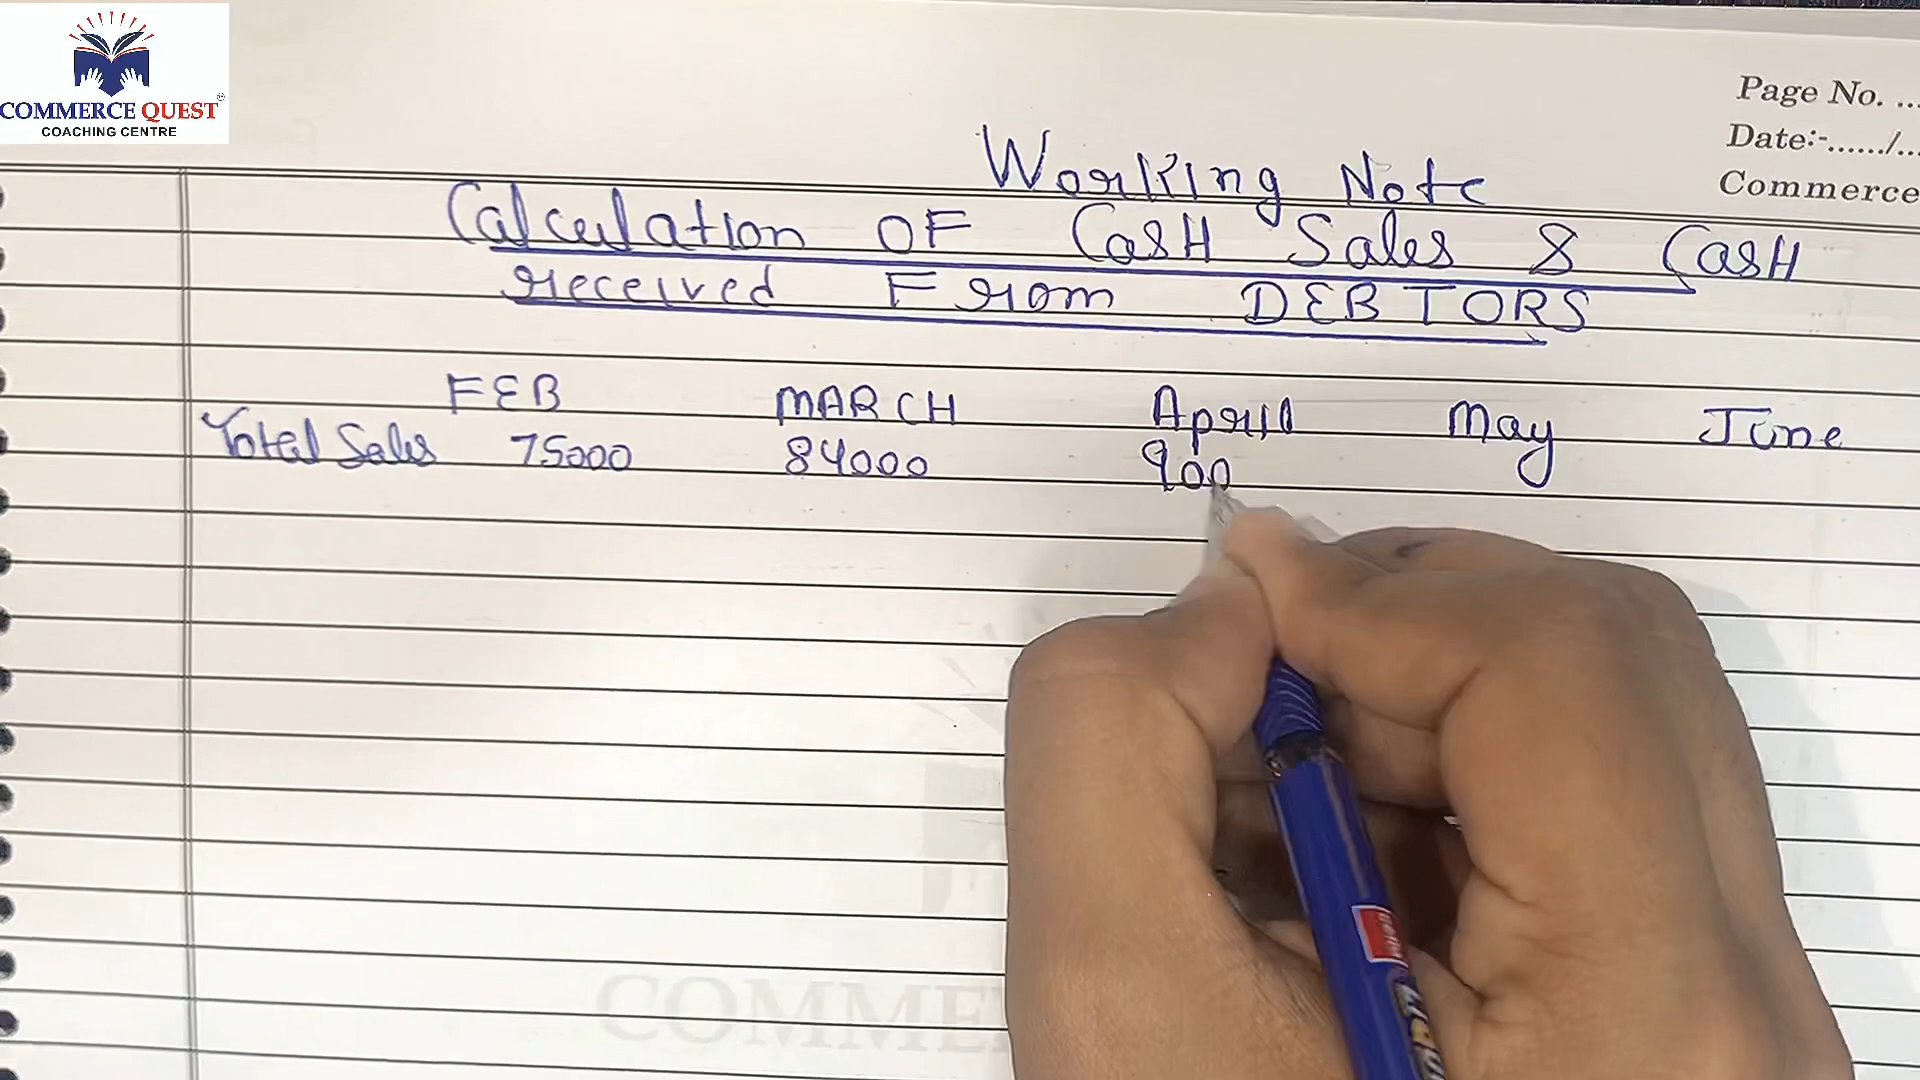 COMMERCE QUEST
COACHING CENTRE
Page No. ...
Date:-....../...
Commerce
Working Note
Calculation OF CasH Sales & CasH
received From DEBTORS
FEB MARCH April May June
Total Sales 75000 84000 900
COMME